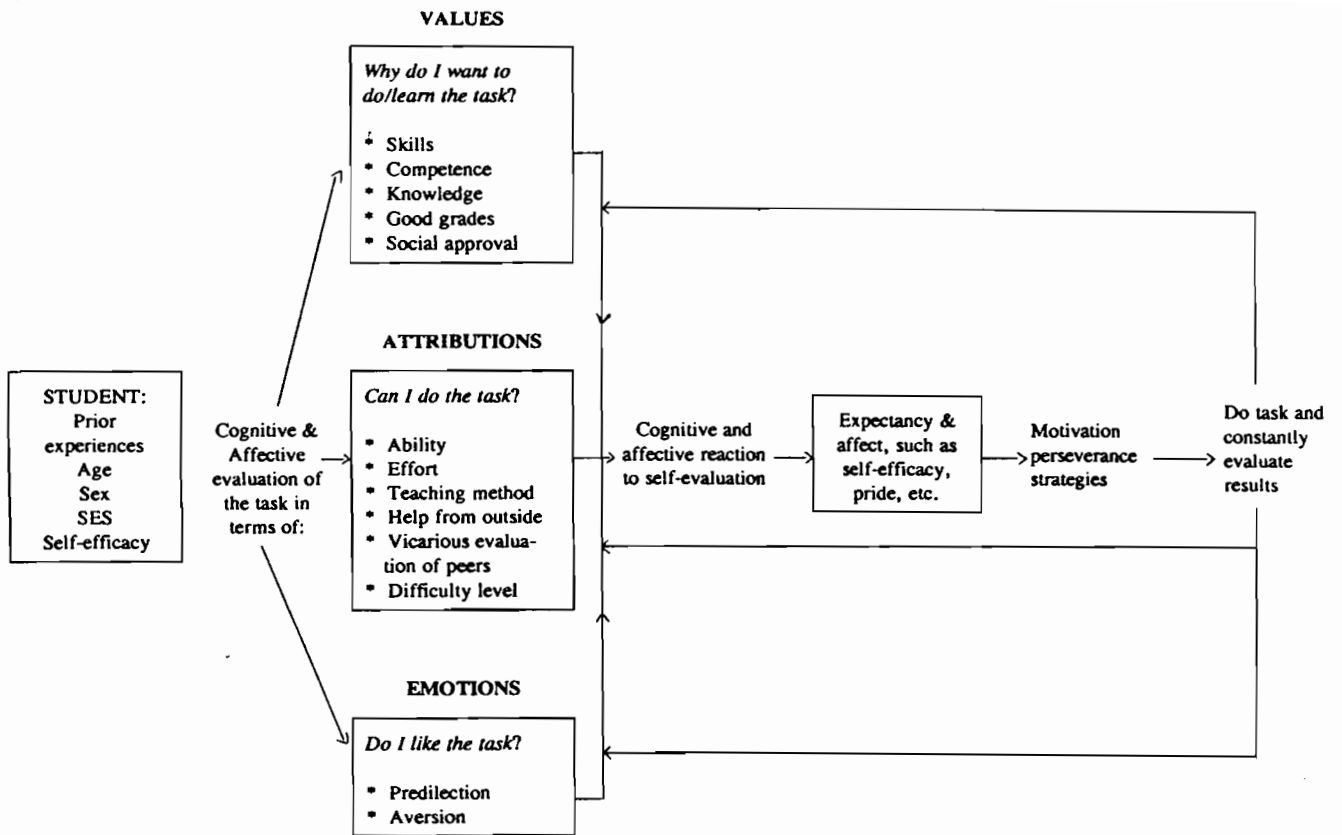 VALUES
Why do I want to
do/learn the task?
* Skills
* Competence
* Knowledge
* Good grades
* Social approval
ATTRIBUTIONS
Can I do the task?
* Ability
* Effort
* Teaching method
* Help from outside
* Vicarious evalua-
tion of peers
* Difficulty level
EMOTIONS
Do I like the task?
* Predilection
* Aversion
STUDENT:
Prior
experiences
Age
Sex
SES
Self-efficacy
Cognitive &
Affective
evaluation of
the task in
terms of:
Cognitive and
affective reaction
to self-evaluation
Expectancy &
affect, such as
self-efficacy,
pride, etc.
Motivation
perseverance
strategies
Do task and
constantly
evaluate
results